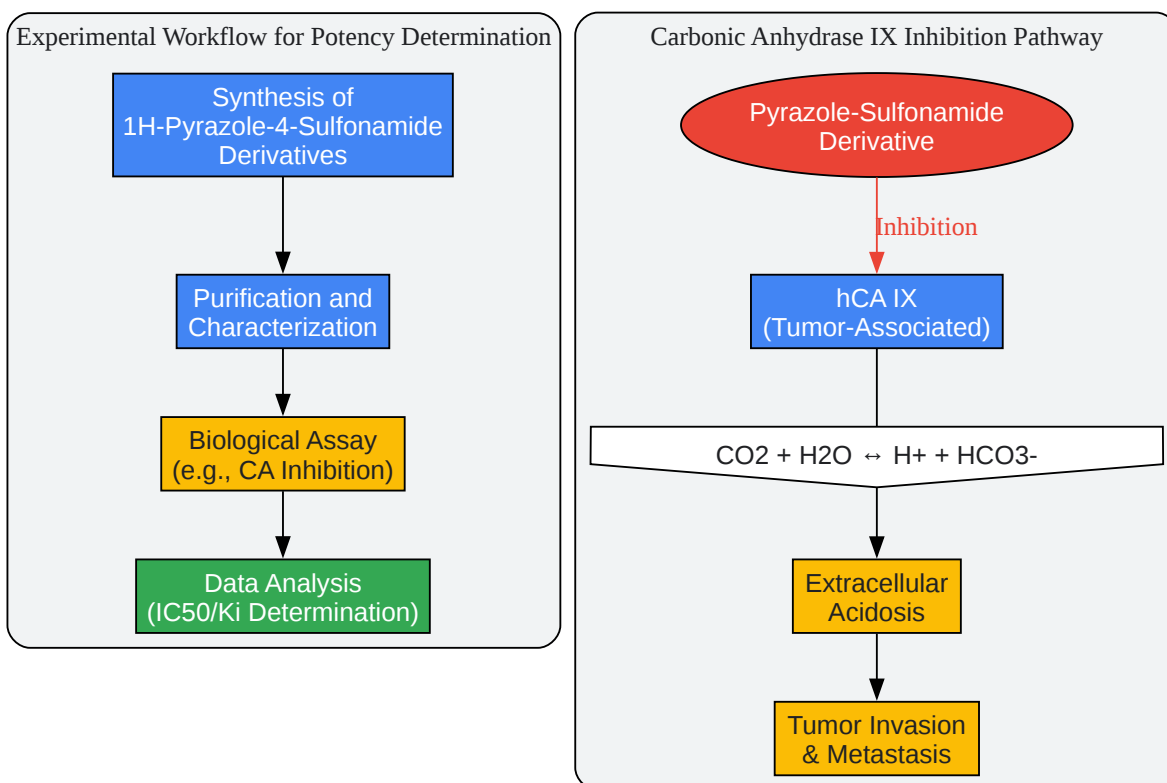 Experimental Workflow for Potency Determination
Synthesis of
1H-Pyrazole-4-Sulfonamide
Derivatives
Purification and
Characterization
Biological Assay
(e.g., CA Inhibition)
Data Analysis
(IC50/Ki Determination)
Carbonic Anhydrase IX Inhibition Pathway
Pyrazole-Sulfonamide
Derivative
Inhibition
hCA IX
(Tumor-Associated)
CO2 + H2O ↔ H+ + HCO3-
Extracellular
Acidosis
Tumor Invasion
& Metastasis